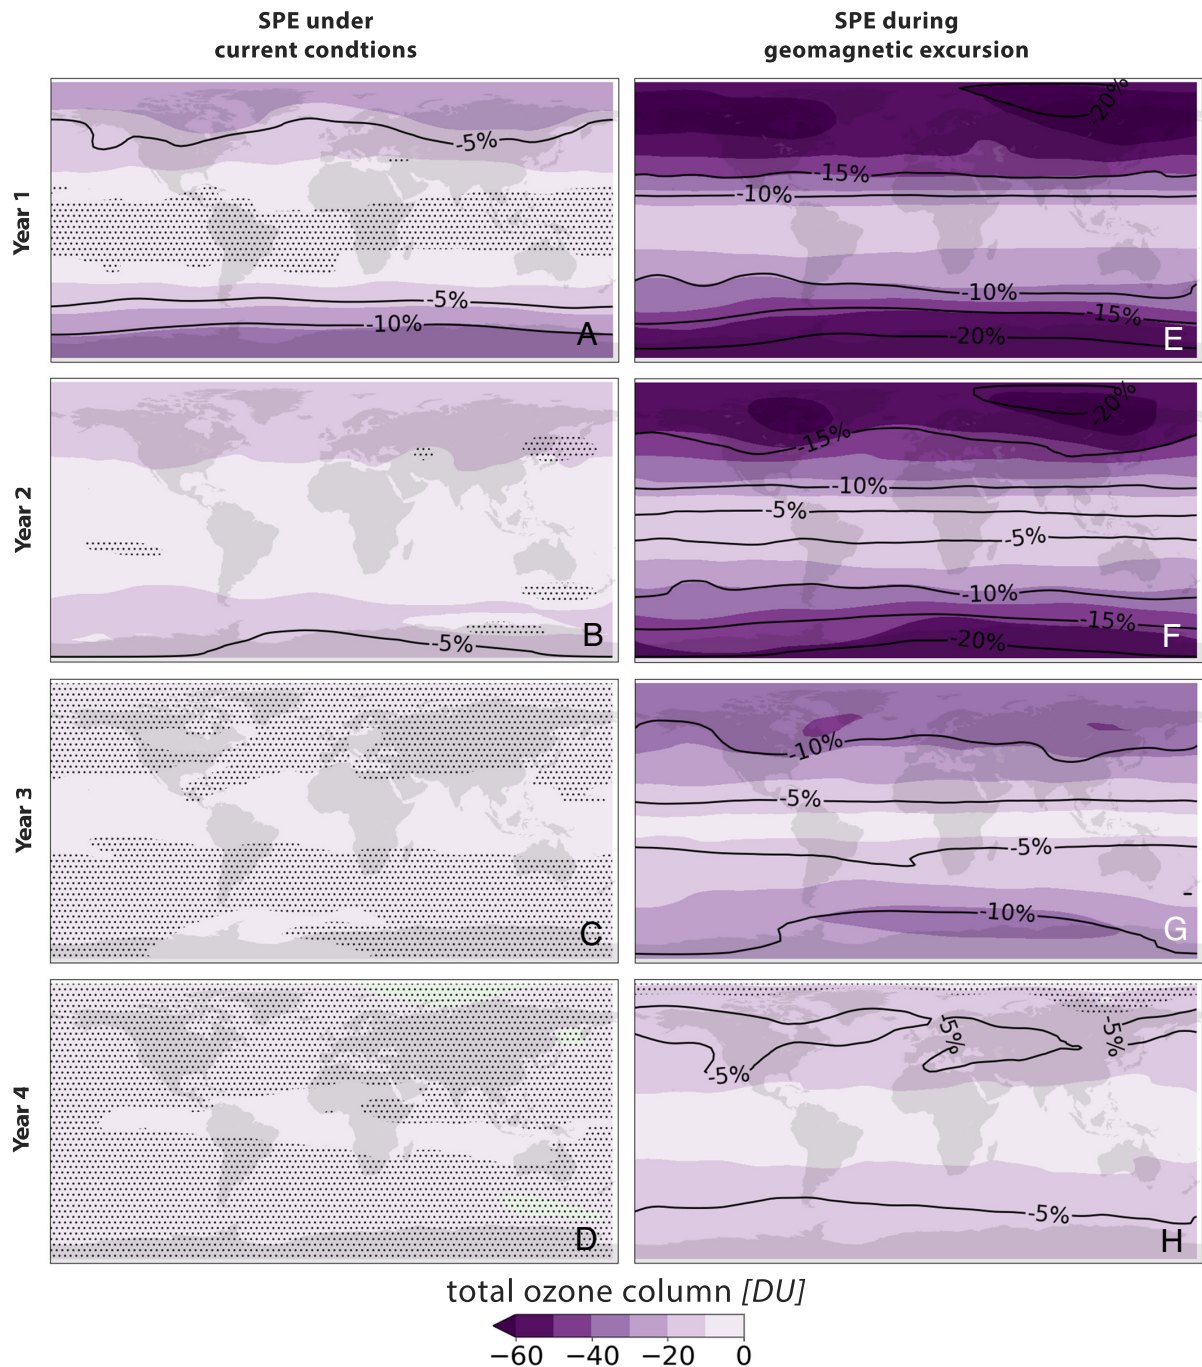 SPE under
current condtions
SPE during
geomagnetic excursion
Year 1
-5%
-5%
-10%
A
-20%
-15%
-10%
-10%
-15%
-20%
E
Year 2
-5%
B
-20%
-15%
-10%
-5%
-5%
-10%
-15%
-20%
F
Year 3
C
-10%
-5%
-5%
-10%
-
G
Year 4
D
-5%
-5%
-5%
-5%
H
total ozone column [DU]
−60 −40 −20 0